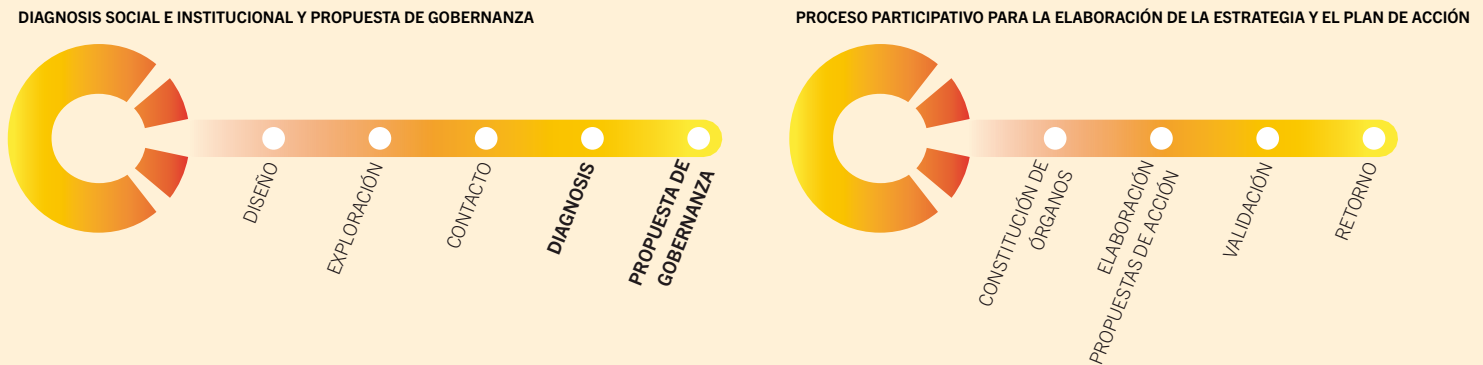 DIAGNOSIS SOCIAL E INSTITUCIONAL Y PROPUESTA DE GOBERNANZA
DISEÑO
EXPLORACIÓN
CONTACTO
DIAGNOSIS
PROPUESTA DE
GOBERNANZA
PROCESO PARTICIPATIVO PARA LA ELABORACIÓN DE LA ESTRATEGIA Y EL PLAN DE ACCIÓN
CONSTITUCIÓN DE
ÓRGANOS
ELABORACIÓN
PROPUESTAS DE ACCIÓN
VALIDACIÓN
RETORNO